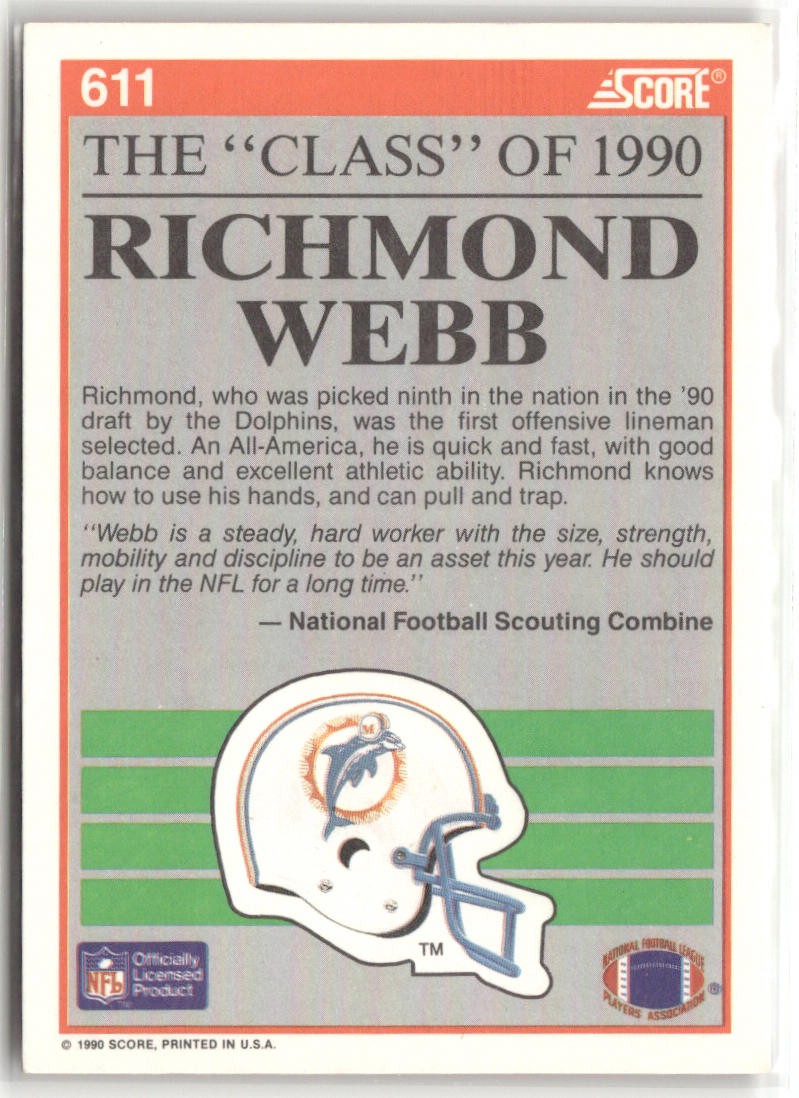 611
SCORE®
THE “CLASS” OF 1990
RICHMOND
WEBB
Richmond, who was picked ninth in the nation in the ’90
draft by the Dolphins, was the first offensive lineman
selected. An All-America, he is quick and fast, with good
balance and excellent athletic ability. Richmond knows
how to use his hands, and can pull and trap.
“Webb is a steady, hard worker with the size, strength,
mobility and discipline to be an asset this year. He should
play in the NFL for a long time.”
— National Football Scouting Combine
M
TM
NFL
Officially
Licensed
Product
TM
NATIONAL FOOTBALL LEAGUE
PLAYERS ASSOCIATION
®
© 1990 SCORE, PRINTED IN U.S.A.